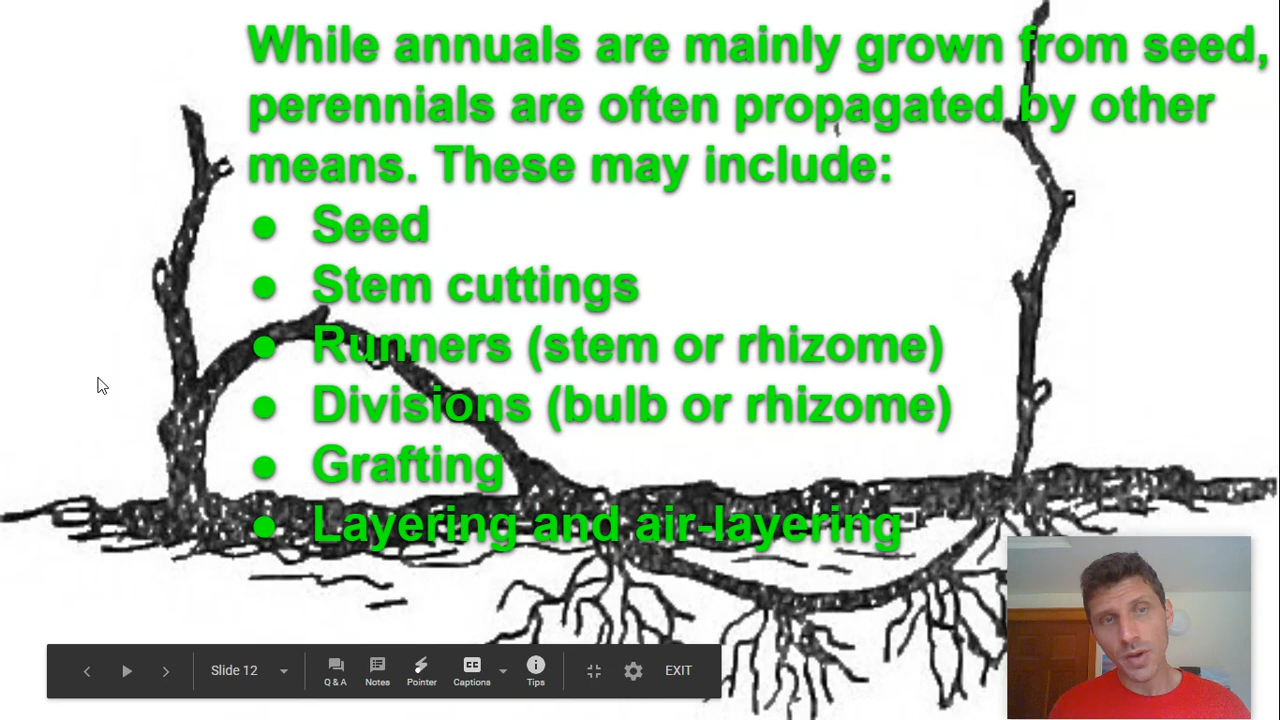 While annuals are mainly grown from seed,
perennials are often propagated by other
means. These may include:
● Seed
● Stem cuttings
● Runners (stem or rhizome)
● Divisions (bulb or rhizome)
● Grafting
● Layering and air-layering
Slide 12
Q & A
Notes
Pointer
CC
Captions
Tips
EXIT